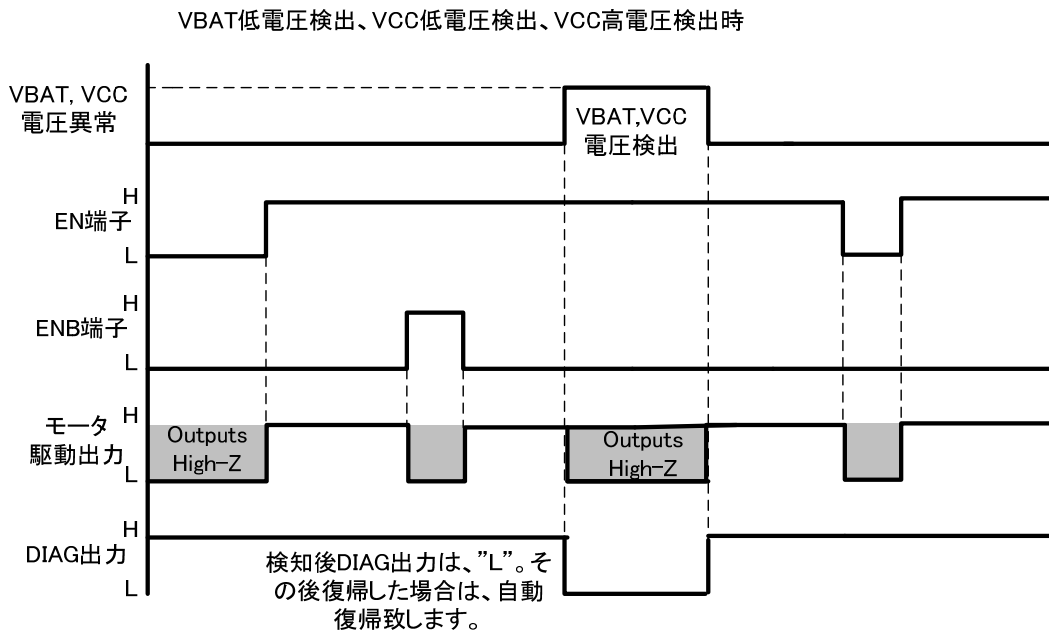 VBAT低電圧検出、VCC低電圧検出、VCC高電圧検出時
VBAT, VCC
電圧異常
VBAT,VCC
電圧検出
H
EN端子
L
H
ENB端子
L
モータ
駆動出力
H
L
Outputs
High-Z
Outputs
High-Z
H
DIAG出力
L
検知後DIAG出力は、”L”。そ
の後復帰した場合は、自動
復帰致します。